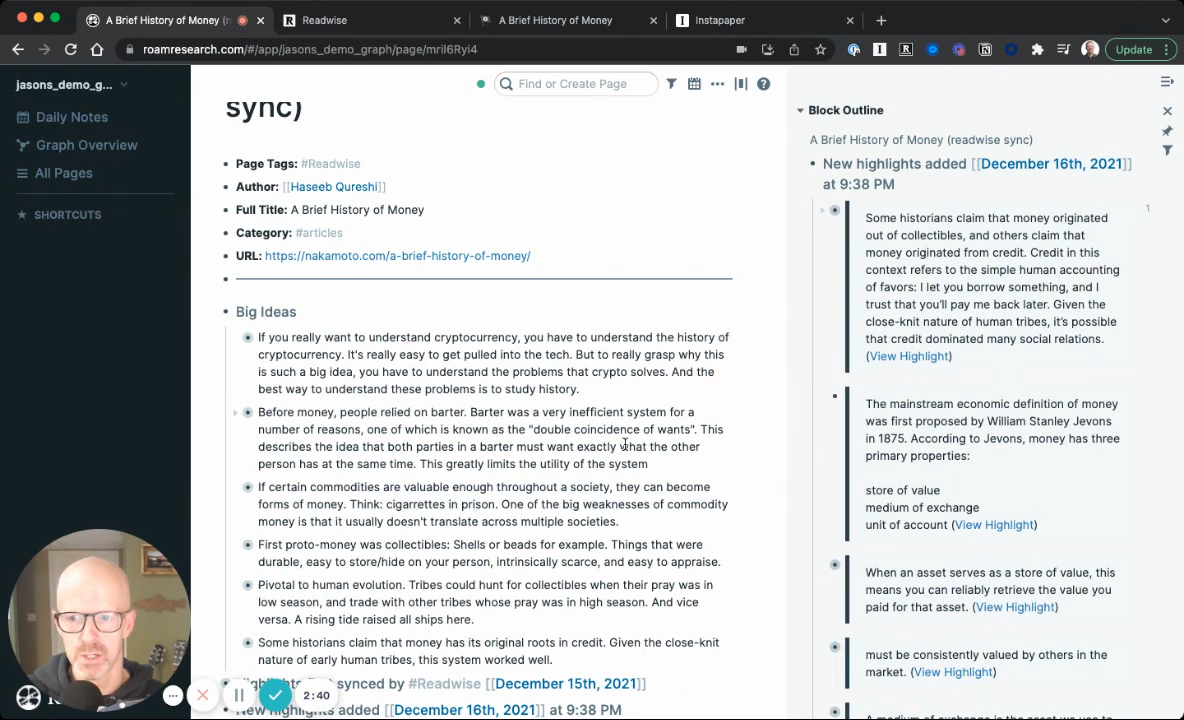 A Brief History of Money (r
Readwise
A Brief History of Money
Instapaper
roamresearch.com/#/app/jasons_demo_graph/page/mriI6Ryi4
Update
jasons_demo_g...
Daily Notes
Graph Overview
All Pages
SHORTCUTS
Find or Create Page
sync)
Page Tags: #Readwise
Author: [[Haseeb Qureshi]]
Full Title: A Brief History of Money
Category: #articles
URL: https://nakamoto.com/a-brief-history-of-money/
Big Ideas
If you really want to understand cryptocurrency, you have to understand the history of
cryptocurrency. It's really easy to get pulled into the tech. But to really grasp why this
is such a big idea, you have to understand the problems that crypto solves. And the
best way to understand these problems is to study history.
Before money, people relied on barter. Barter was a very inefficient system for a
number of reasons, one of which is known as the "double coincidence of wants". This
describes the idea that both parties in a barter must want exactly what the other
person has at the same time. This greatly limits the utility of the system
If certain commodities are valuable enough throughout a society, they can become
forms of money. Think: cigarettes in prison. One of the big weaknesses of commodity
money is that it usually doesn't translate across multiple societies.
First proto-money was collectibles: Shells or beads for example. Things that were
durable, easy to store/hide on your person, intrinsically scarce, and easy to appraise.
Pivotal to human evolution. Tribes could hunt for collectibles when their pray was in
low season, and trade with other tribes whose pray was in high season. And vice
versa. A rising tide raised all ships here.
Some historians claim that money has its original roots in credit. Given the close-knit
nature of early human tribes, this system worked well.
synced by #Readwise [[December 15th, 2021]]
New highlights added [[December 16th, 2021]] at 9:38 PM
2:40
Block Outline
A Brief History of Money (readwise sync)
New highlights added [[December 16th, 2021]]
at 9:38 PM
1
Some historians claim that money originated
out of collectibles, and others claim that
money originated from credit. Credit in this
context refers to the simple human accounting
of favors: I let you borrow something, and I
trust that you'll pay me back later. Given the
close-knit nature of human tribes, it's possible
that credit dominated many social relations.
(View Highlight)
The mainstream economic definition of money
was first proposed by William Stanley Jevons
in 1875. According to Jevons, money has three
primary properties:
store of value
medium of exchange
unit of account (View Highlight)
When an asset serves as a store of value, this
means you can reliably retrieve the value you
paid for that asset. (View Highlight)
must be consistently valued by others in the
market. (View Highlight)
A medium of exchange is the asset we use to